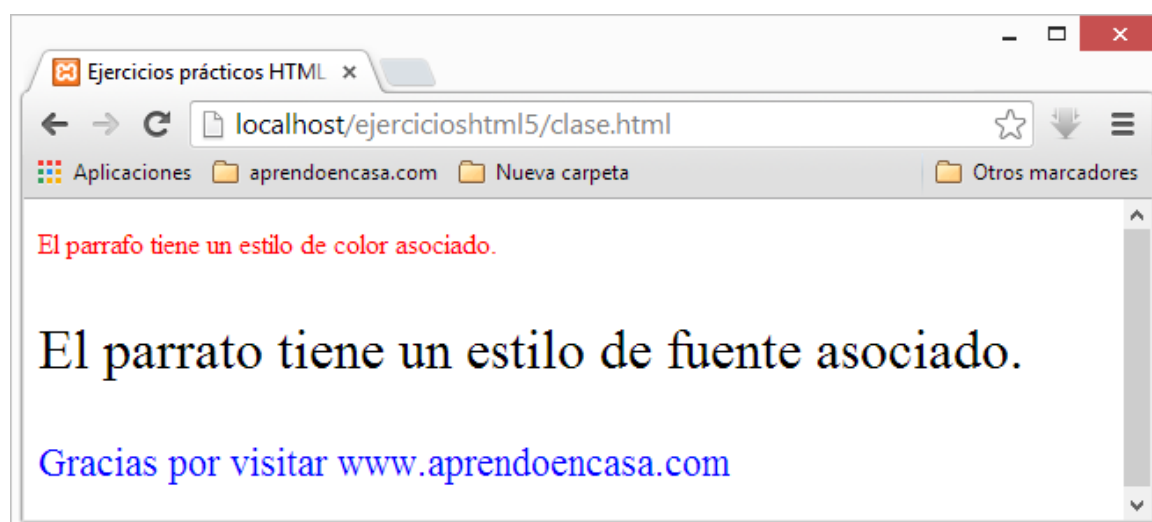 Ejercicios prácticos HTML
localhost/ejercicioshtml5/clase.html
Aplicaciones aprendoencasa.com Nueva carpeta Otros marcadores
El parrafo tiene un estilo de color asociado.
El parrato tiene un estilo de fuente asociado.
Gracias por visitar www.aprendoencasa.com